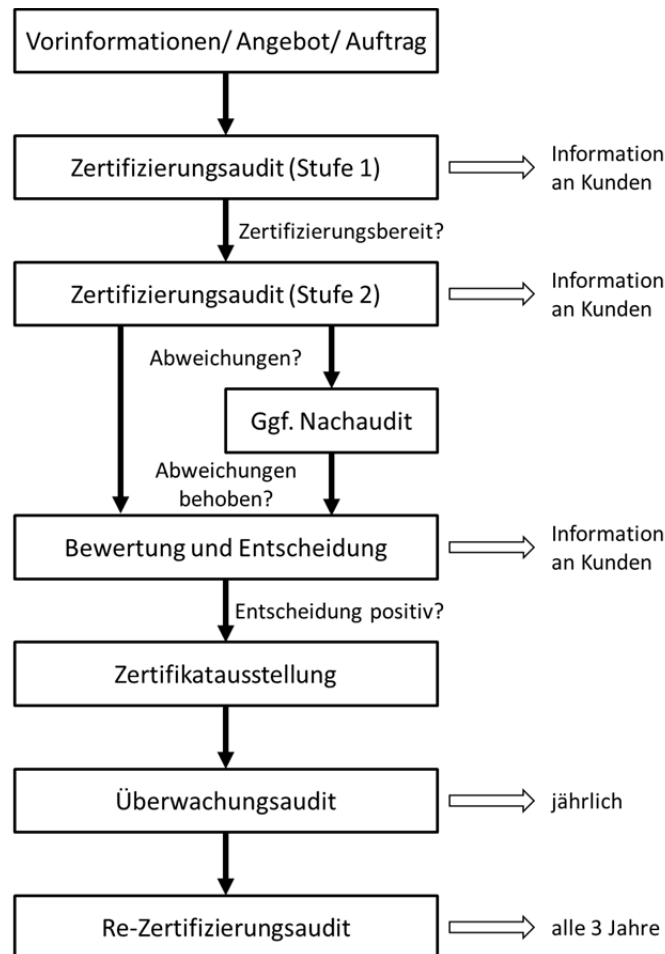 Vorinformationen/ Angebot/ Auftrag
Zertifizierungsaudit (Stufe 1)
Information
an Kunden
Zertifizierungsbereit?
Zertifizierungsaudit (Stufe 2)
Information
an Kunden
Abweichungen?
Ggf. Nachaudit
Abweichungen
behoben?
Bewertung und Entscheidung
Information
an Kunden
Entscheidung positiv?
Zertifikatausstellung
Überwachungsaudit
jährlich
Re-Zertifizierungsaudit
alle 3 Jahre